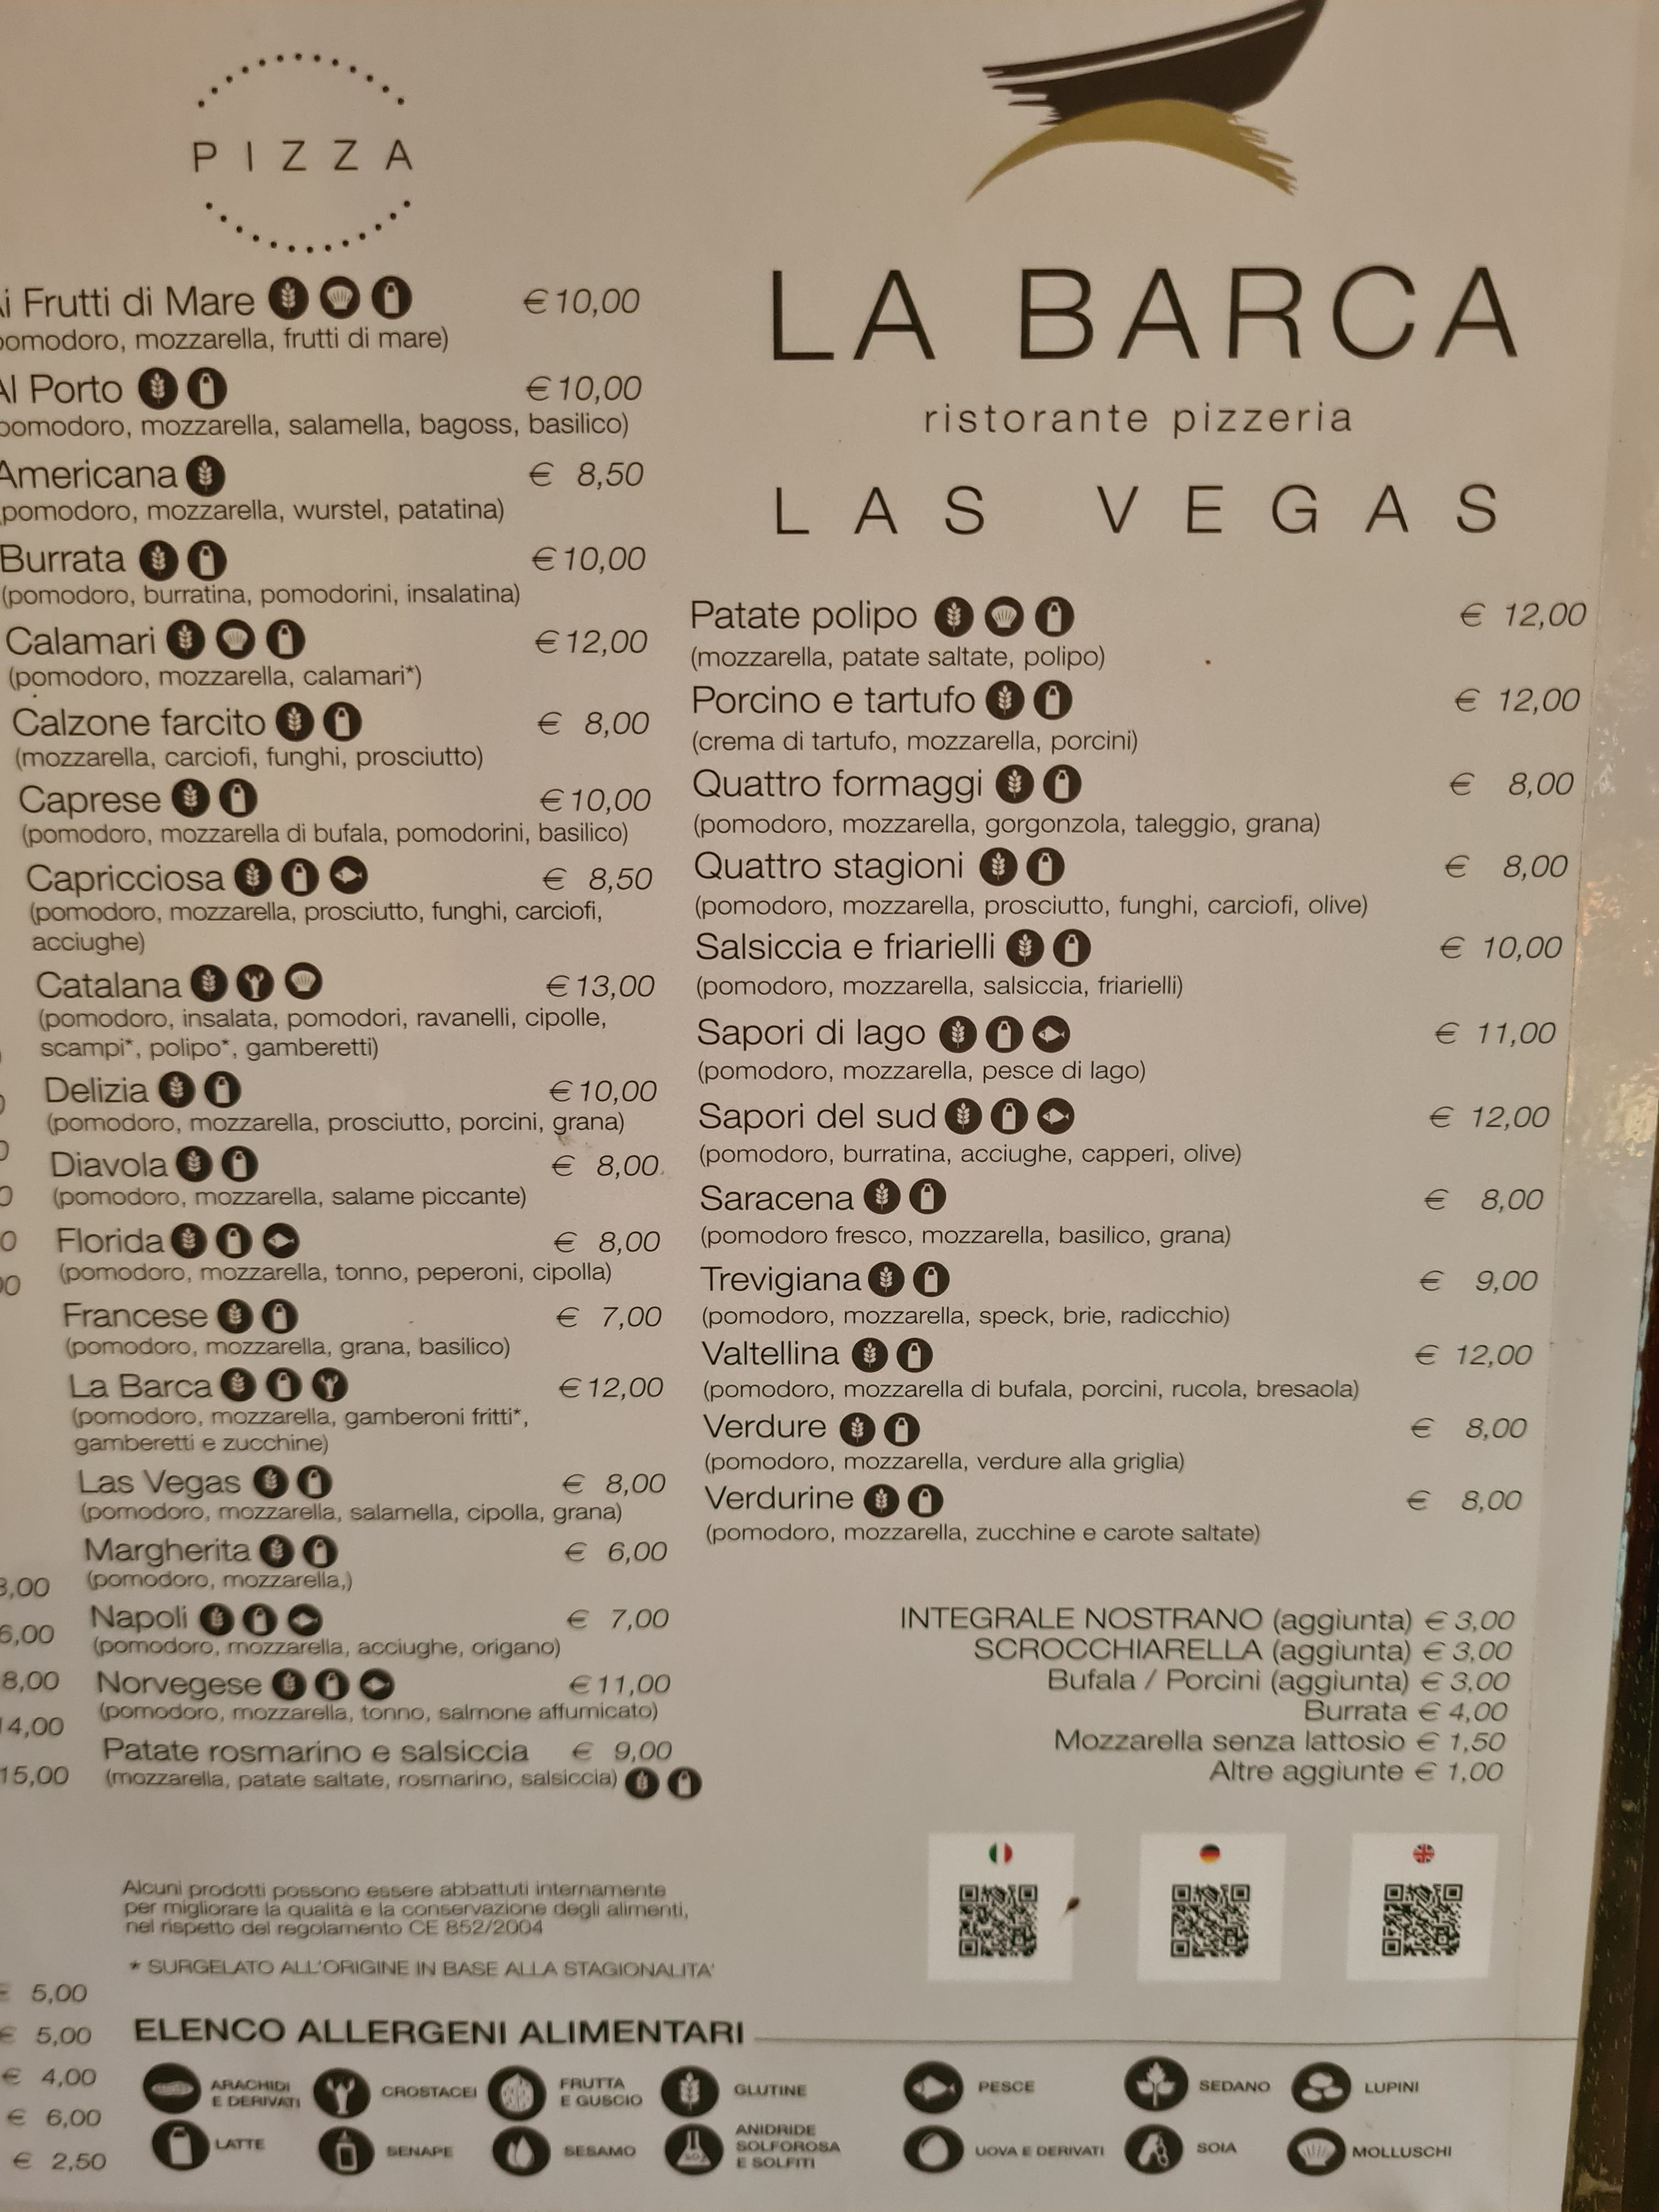 PIZZA
i Frutti di Mare € 10,00
pomodoro, mozzarella, frutti di mare)
Al Porto € 10,00
pomodoro, mozzarella, salamella, bagoss, basilico)
Americana € 8,50
(pomodoro, mozzarella, wurstel, patatina)
Burrata € 10,00
(pomodoro, burratina, pomodorini, insalatina)
Calamari € 12,00
(pomodoro, mozzarella, calamari*)
Calzone farcito € 8,00
(mozzarella, carciofi, funghi, prosciutto)
Caprese € 10,00
(pomodoro, mozzarella di bufala, pomodorini, basilico)
Capricciosa € 8,50
(pomodoro, mozzarella, prosciutto, funghi, carciofi,
acciughe)
Catalana € 13,00
(pomodoro, insalata, pomodori, ravanelli, cipolle,
scampi*, polipo*, gamberetti)
Delizia € 10,00
(pomodoro, mozzarella, prosciutto, porcini, grana)
Diavola € 8,00
(pomodoro, mozzarella, salame piccante)
Florida € 8,00
(pomodoro, mozzarella, tonno, peperoni, cipolla)
Francese € 7,00
(pomodoro, mozzarella, grana, basilico)
La Barca € 12,00
(pomodoro, mozzarella, gamberoni fritti*,
gamberetti e zucchine)
Las Vegas € 8,00
(pomodoro, mozzarella, salamella, cipolla, grana)
Margherita € 6,00
(pomodoro, mozzarella,)
Napoli € 7,00
(pomodoro, mozzarella, acciughe, origano)
Norvegese € 11,00
(pomodoro, mozzarella, tonno, salmone affumicato)
Patate rosmarino e salsiccia € 9,00
(mozzarella, patate saltate, rosmarino, salsiccia)
Alcuni prodotti possono essere abbattuti internamente
per migliorare la qualità e la conservazione degli alimenti,
nel rispetto del regolamento CE 852/2004
* SURGELATO ALL'ORIGINE IN BASE ALLA STAGIONALITA'
LA BARCA
ristorante pizzeria
LAS VEGAS
Patate polipo € 12,00
(mozzarella, patate saltate, polipo)
Porcino e tartufo € 12,00
(crema di tartufo, mozzarella, porcini)
Quattro formaggi € 8,00
(pomodoro, mozzarella, gorgonzola, taleggio, grana)
Quattro stagioni € 8,00
(pomodoro, mozzarella, prosciutto, funghi, carciofi, olive)
Salsiccia e friarielli € 10,00
(pomodoro, mozzarella, salsiccia, friarielli)
Sapori di lago € 11,00
(pomodoro, mozzarella, pesce di lago)
Sapori del sud € 12,00
(pomodoro, burratina, acciughe, capperi, olive)
Saracena € 8,00
(pomodoro fresco, mozzarella, basilico, grana)
Trevigiana € 9,00
(pomodoro, mozzarella, speck, brie, radicchio)
Valtellina € 12,00
(pomodoro, mozzarella di bufala, porcini, rucola, bresaola)
Verdure € 8,00
(pomodoro, mozzarella, verdure alla griglia)
Verdurine € 8,00
(pomodoro, mozzarella, zucchine e carote saltate)
INTEGRALE NOSTRANO (aggiunta) € 3,00
SCROCCHIARELLA (aggiunta) € 3,00
Bufala / Porcini (aggiunta) € 3,00
Burrata € 4,00
Mozzarella senza lattosio € 1,50
Altre aggiunte € 1,00
8,00
14,00
15,00
€ 5,00
€ 5,00
€ 4,00
€ 6,00
€ 2,50
ELENCO ALLERGENI ALIMENTARI
ARACHIDI
E DERIVATI
CROSTACEI
FRUTTA
E GUSCIO
GLUTINE
PESCE
SEDANO
LUPINI
LATTE
SENAPE
SESAMO
ANIDRIDE
SOLFOROSA
E SOLFITI
UOVA E DERIVATI
SOIA
MOLLUSCHI